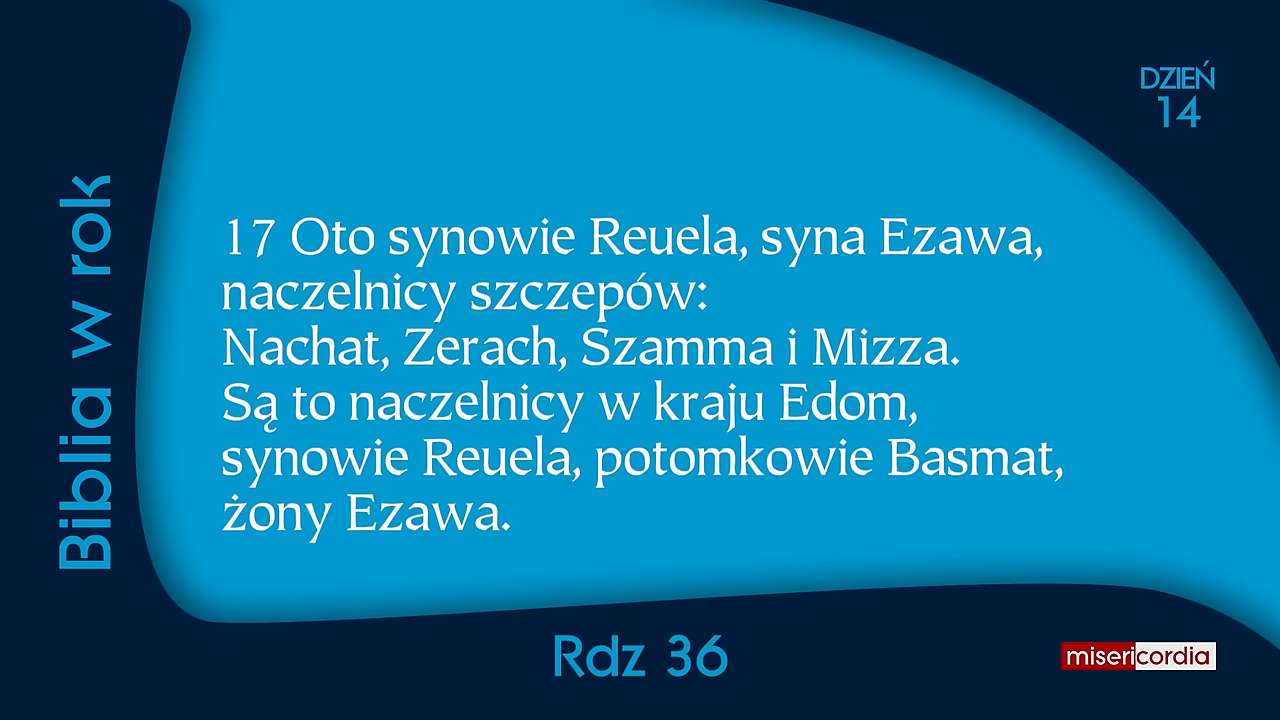 DZIEŃ
14
Biblia w rok
17 Oto synowie Reuela, syna Ezawa,
naczelnicy szczepów:
Nachat, Zerach, Szamma i Mizza.
Są to naczelnicy w kraju Edom,
synowie Reuela, potomkowie Basmat,
żony Ezawa.
Rdz 36
misericordia